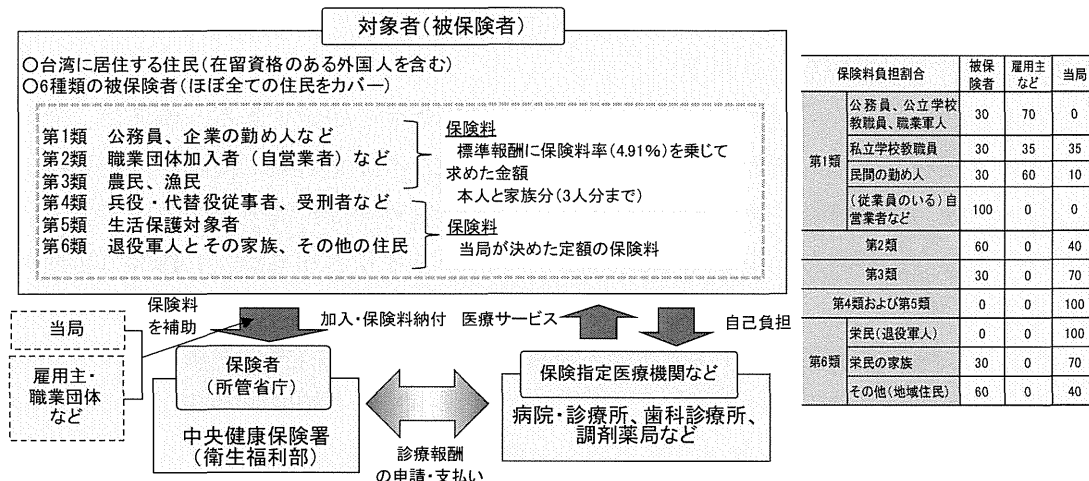 対象者(被保険者)
○台湾に居住する住民(在留資格のある外国人を含む)
○6種類の被保険者(ほぼ全ての住民をカバー)
第1類 公務員、企業の勤め人など
第2類 職業団体加入者(自営業者)など
第3類 農民、漁民
第4類 兵役・代替役従事者、受刑者など
第5類 生活保護対象者
第6類 退役軍人とその家族、その他の住民
保険料
標準報酬に保険料率(4.91%)を乗じて
求めた金額
本人と家族分(3人分まで)
保険料
当局が決めた定額の保険料
保険料
を補助
加入・保険料納付
医療サービス
自己負担
当局
雇用主・
職業団体
など
保険者
(所管省庁)
中央健康保険署
(衛生福利部)
診療報酬
の申請・支払い
保険指定医療機関など
病院・診療所、歯科診療所、
調剤薬局など
保険料負担割合 被保険者 雇用主など 当局
第1類 公務員、公立学校教職員、職業軍人 30 70 0
私立学校教職員 30 35 35
民間の勤め人 30 60 10
(従業員のいる)自営業者など 100 0 0
第2類 60 0 40
第3類 30 0 70
第4類および第5類 0 0 100
第6類 栄民(退役軍人) 0 0 100
栄民の家族 30 0 70
その他(地域住民) 60 0 40